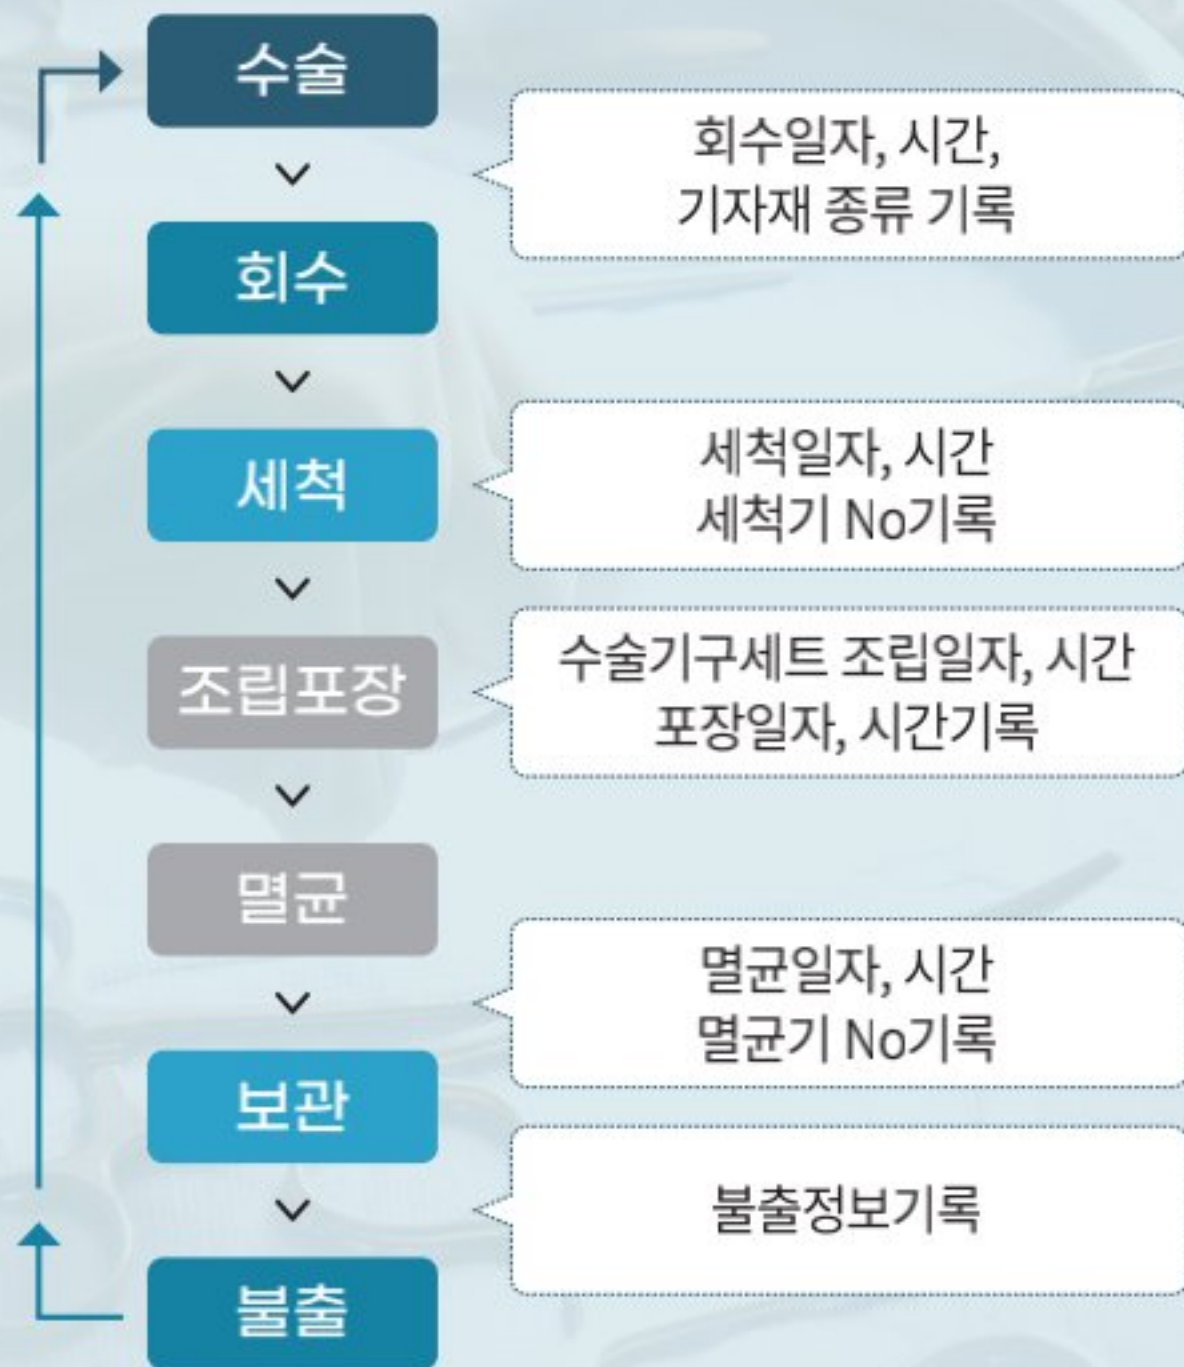 수술
회수일자, 시간,
기자재 종류 기록
회수
세척
세척일자, 시간
세척기 No기록
조립포장
수술기구세트 조립일자, 시간
포장일자, 시간기록
멸균
멸균일자, 시간
멸균기 No기록
보관
불출정보기록
불출